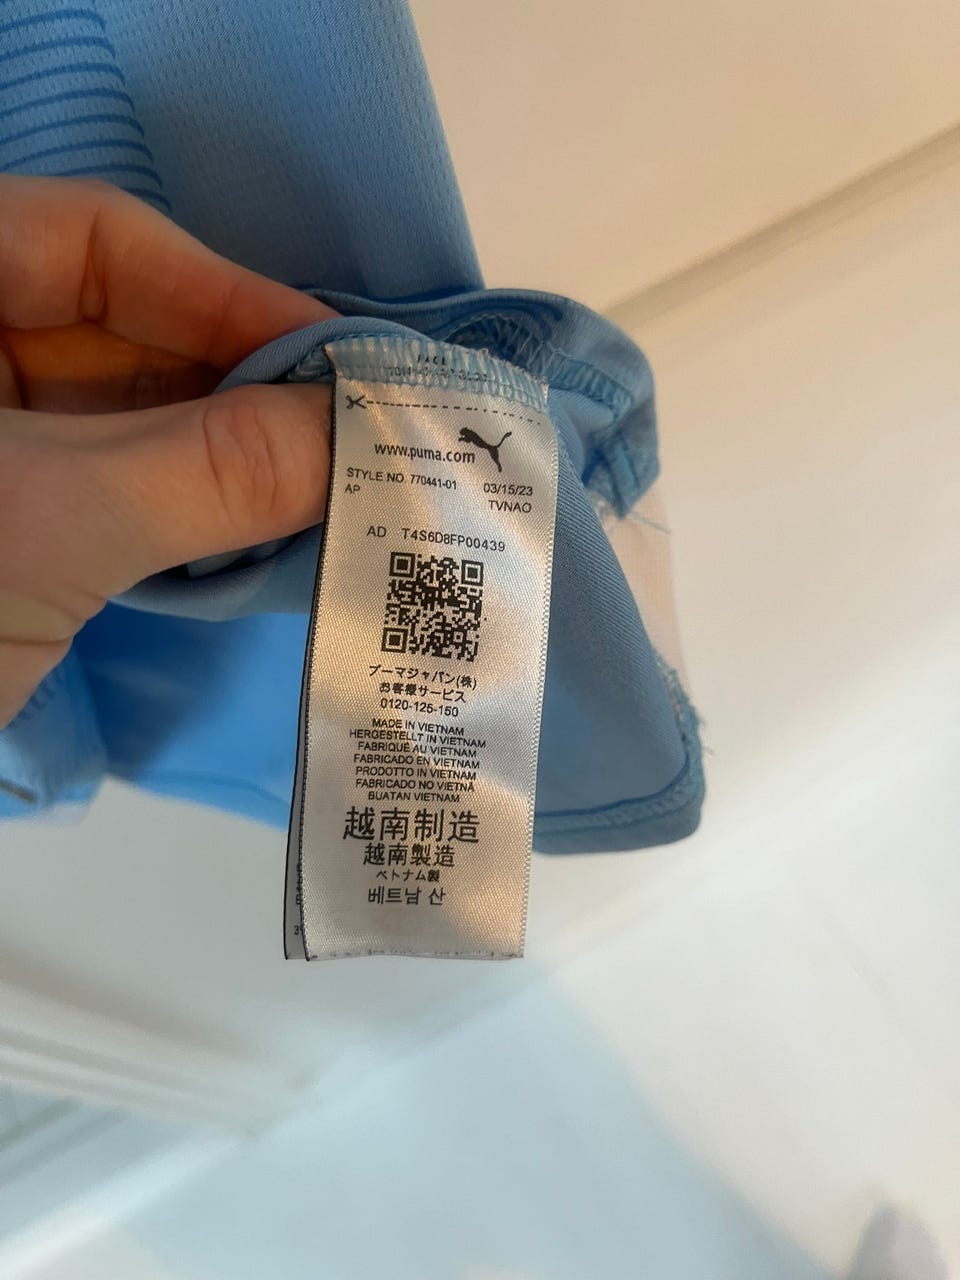 www.puma.com
STYLE NO. 770441-01 03/15/23
AP TVNAO
AD T4S6D8FP00439
プーマジャパン(株)
お客様サービス
0120-125-150
MADE IN VIETNAM
HERGESTELLT IN VIETNAM
FABRIQUÉ AU VIETNAM
FABRICADO EN VIETNAM
PRODOTTO IN VIETNAM
FABRICADO NO VIETNÃ
BUATAN VIETNAM
越南制造
越南製造
ベトナム製
베트남 산